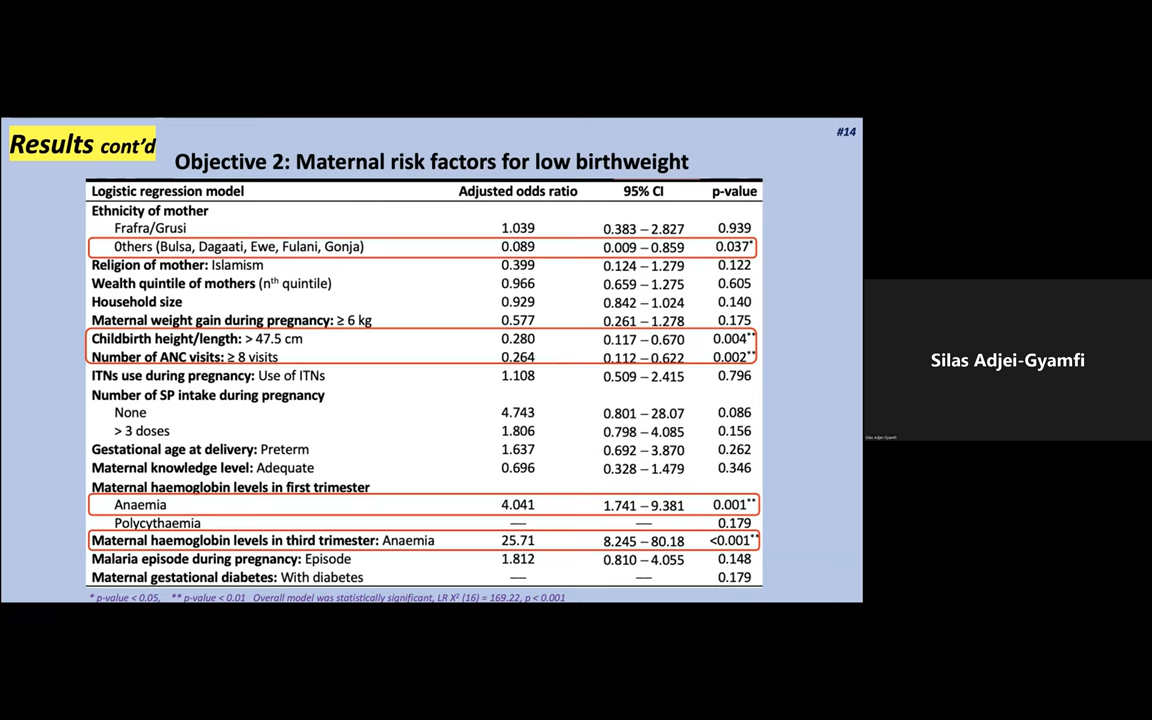 Results cont'd
#14
Objective 2: Maternal risk factors for low birthweight
Logistic regression model Adjusted odds ratio 95% CI p-value
Ethnicity of mother
Frafra/Grusi 1.039 0.383 – 2.827 0.939
Others (Bulsa, Dagaati, Ewe, Fulani, Gonja) 0.089 0.009 – 0.859 0.037*
Religion of mother: Islamism 0.399 0.124 – 1.279 0.122
Wealth quintile of mothers (nth quintile) 0.966 0.659 – 1.275 0.605
Household size 0.929 0.842 – 1.024 0.140
Maternal weight gain during pregnancy: ≥ 6 kg 0.577 0.261 – 1.278 0.175
Childbirth height/length: > 47.5 cm 0.280 0.117 – 0.670 0.004**
Number of ANC visits: ≥ 8 visits 0.264 0.112 – 0.622 0.002**
ITNs use during pregnancy: Use of ITNs 1.108 0.509 – 2.415 0.796
Number of SP intake during pregnancy
None 4.743 0.801 – 28.07 0.086
> 3 doses 1.806 0.798 – 4.085 0.156
Gestational age at delivery: Preterm 1.637 0.692 – 3.870 0.262
Maternal knowledge level: Adequate 0.696 0.328 – 1.479 0.346
Maternal haemoglobin levels in first trimester
Anaemia 4.041 1.741 – 9.381 0.001**
Polycythaemia — — 0.179
Maternal haemoglobin levels in third trimester: Anaemia 25.71 8.245 – 80.18 <0.001**
Malaria episode during pregnancy: Episode 1.812 0.810 – 4.055 0.148
Maternal gestational diabetes: With diabetes — — 0.179
* p-value < 0.05, ** p-value < 0.01 Overall model was statistically significant, LR X² (16) = 169.22, p < 0.001
Silas Adjei-Gyamfi
Silas Adjei-Gyamfi